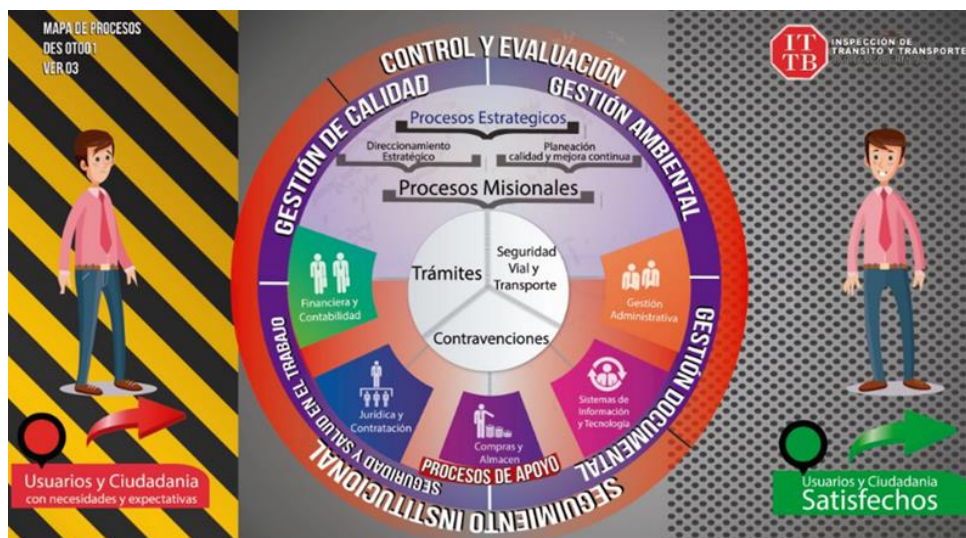 MAPA DE PROCESOS
DES OT001
VER 03
ITTB
INSPECCIÓN DE
TRÁNSITO Y TRANSPORTE
CONTROL Y EVALUACIÓN
GESTIÓN DE CALIDAD
GESTIÓN AMBIENTAL
Procesos Estrategicos
Direccionamiento
Estratégico
Planeación
calidad y mejora continua
Procesos Misionales
Trámites
Seguridad
Vial y
Transporte
Contravenciones
Financiera y
Contabilidad
Gestión
Administrativa
Jurídica y
Contratación
Compras y
Almacen
Sistemas de
Información
y Tecnología
PROCESOS DE APOYO
SEGURIDAD Y SALUD EN EL TRABAJO
GESTIÓN DOCUMENTAL
SEGUIMIENTO INSTITUCIONAL
Usuarios y Ciudadania
con necesidades y expectativas
Usuarios y Ciudadania
Satisfechos